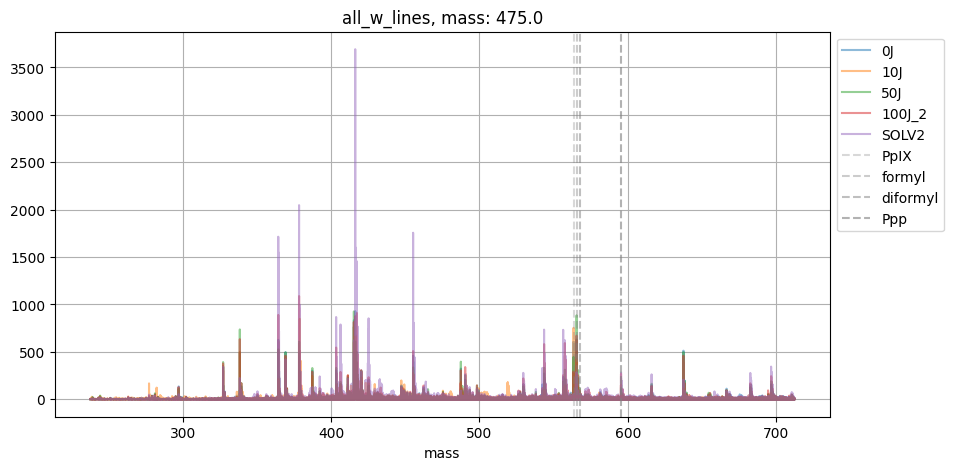 all_w_lines, mass: 475.0
3500
3000
2500
2000
1500
1000
500
0
300
400
500
600
700
mass
0J
10J
50J
100J_2
SOLV2
PpIX
formyl
diformyl
Ppp